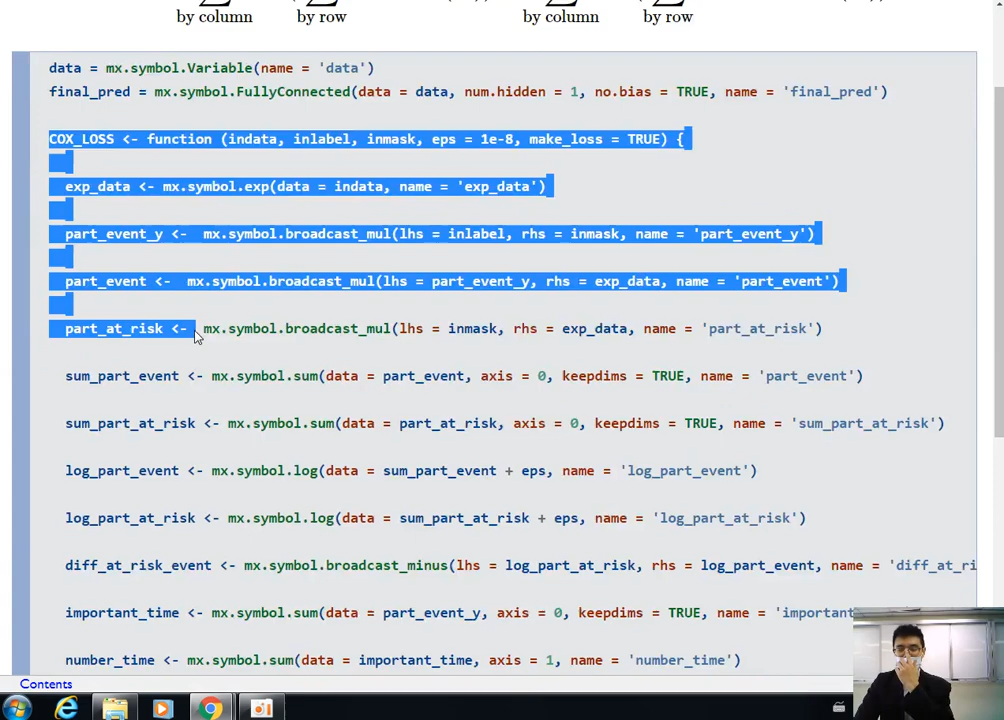 by column by row by column by row
data = mx.symbol.Variable(name = 'data')
final_pred = mx.symbol.FullyConnected(data = data, num.hidden = 1, no.bias = TRUE, name = 'final_pred')
COX_LOSS <- function (indata, inlabel, inmask, eps = 1e-8, make_loss = TRUE) {
exp_data <- mx.symbol.exp(data = indata, name = 'exp_data')
part_event_y <-  mx.symbol.broadcast_mul(lhs = inlabel, rhs = inmask, name = 'part_event_y')
part_event <-  mx.symbol.broadcast_mul(lhs = part_event_y, rhs = exp_data, name = 'part_event')
part_at_risk <-  mx.symbol.broadcast_mul(lhs = inmask, rhs = exp_data, name = 'part_at_risk')
sum_part_event <- mx.symbol.sum(data = part_event, axis = 0, keepdims = TRUE, name = 'part_event')
sum_part_at_risk <- mx.symbol.sum(data = part_at_risk, axis = 0, keepdims = TRUE, name = 'sum_part_at_risk')
log_part_event <- mx.symbol.log(data = sum_part_event + eps, name = 'log_part_event')
log_part_at_risk <- mx.symbol.log(data = sum_part_at_risk + eps, name = 'log_part_at_risk')
diff_at_risk_event <- mx.symbol.broadcast_minus(lhs = log_part_at_risk, rhs = log_part_event, name = 'diff_at_ri
important_time <- mx.symbol.sum(data = part_event_y, axis = 0, keepdims = TRUE, name = 'important
number_time <- mx.symbol.sum(data = important_time, axis = 1, name = 'number_time')
Contents